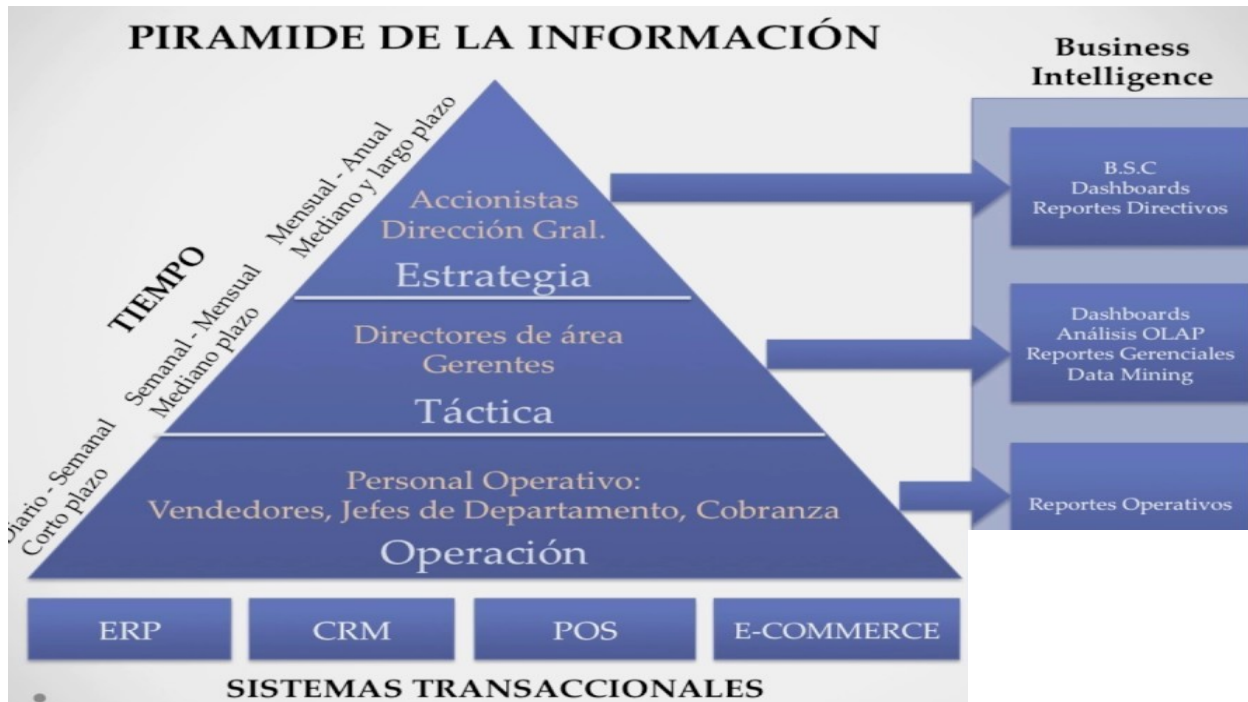 PIRAMIDE DE LA INFORMACIÓN
Business
Intelligence
TIEMPO
Mensual - Anual
Mediano y largo plazo
Semanal - Mensual
Mediano plazo
Diario - Semanal
Corto plazo
Accionistas
Dirección Gral.
Estrategia
Directores de área
Gerentes
Táctica
Personal Operativo:
Vendedores, Jefes de Departamento, Cobranza
Operación
B.S.C
Dashboards
Reportes Directivos
Dashboards
Análisis OLAP
Reportes Gerenciales
Data Mining
Reportes Operativos
ERP
CRM
POS
E-COMMERCE
SISTEMAS TRANSACCIONALES